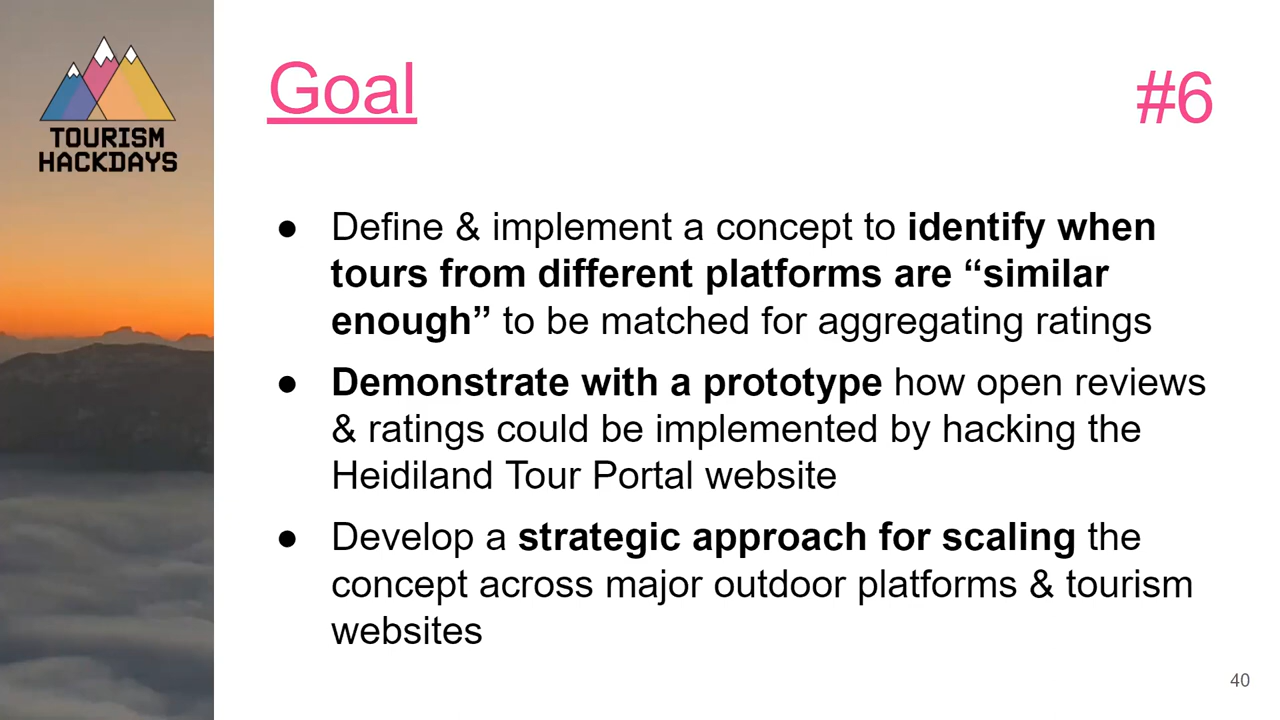 TOURISM
HACKDAYS
Goal
#6
● Define & implement a concept to identify when
tours from different platforms are “similar
enough” to be matched for aggregating ratings
● Demonstrate with a prototype how open reviews
& ratings could be implemented by hacking the
Heidiland Tour Portal website
● Develop a strategic approach for scaling the
concept across major outdoor platforms & tourism
websites
40